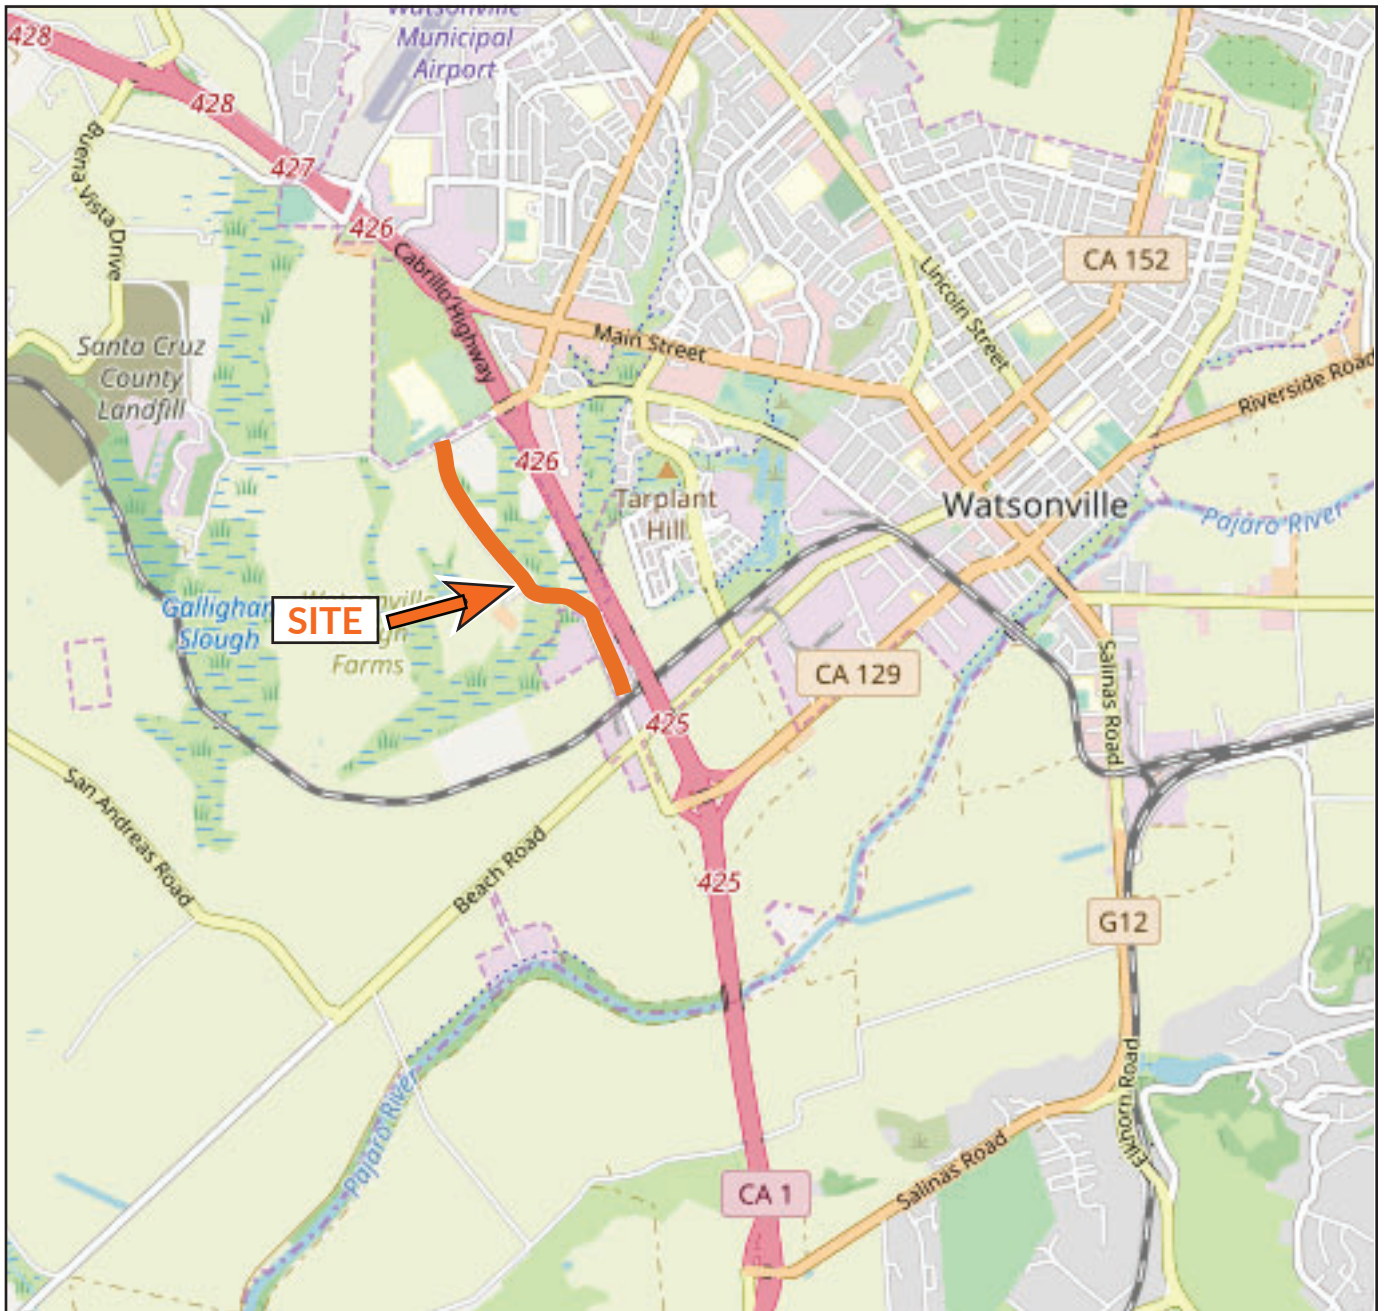 Watsonville
Municipal
Airport
428
428
427
426
Buena Vista Drive
Cabrillo Highway
CA 152
Lincoln Street
Main Street
Santa Cruz
County
Landfill
Riverside Road
426
Tarplant
Hill
Watsonville
Pajaro River
Gallighan
Slough
SITE
Watsonville
Farms
CA 129
Salinas Road
425
San Andreas Road
Beach Road
425
G12
Pajaro River
Elkhorn Road
Salinas Road
CA 1